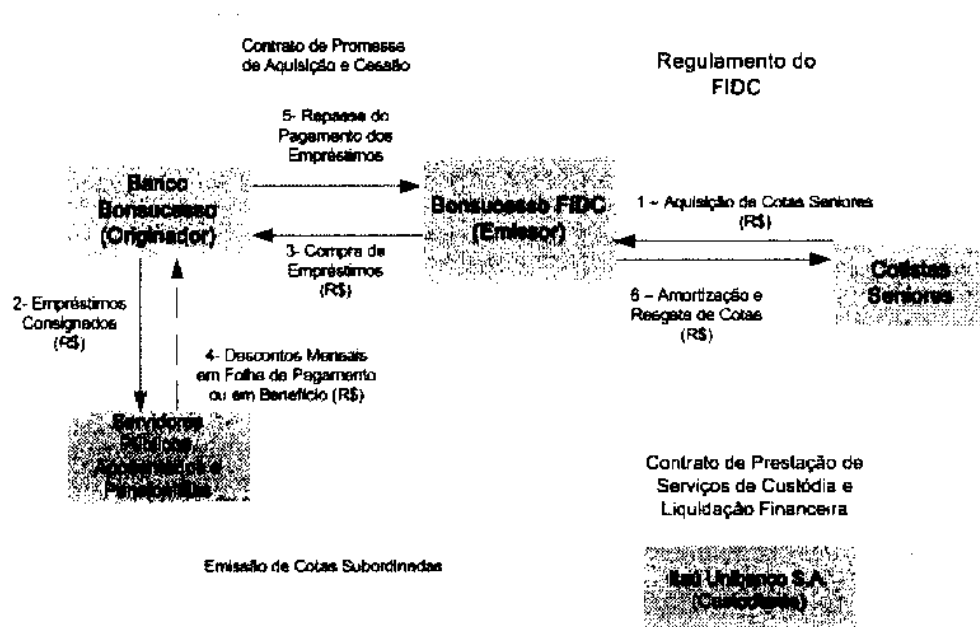 Contrato de Promessa
de Aquisição e Cessão
Regulamento do
FIDC
5- Repasse do
Pagamento dos
Empréstimos
Banco
Bonsucesso
(Originador)
Bonsucesso FIDC
(Emissor)
1 - Aquisição de Cotas Seniores
(R$)
3- Compra de
Empréstimos
(R$)
Cotistas
Seniores
2- Empréstimos
Consignados
(R$)
6 - Amortização e
Resgate de Cotas
(R$)
4- Descontos Mensais
em Folha de Pagamento
ou em Benefício (R$)
Servidores
Públicos,
Aposentados e
Pensionistas
Contrato de Prestação de
Serviços de Custódia e
Liquidação Financeira
Emissão de Cotas Subordinadas
Itaú Unibanco S.A.
(Custodiante)